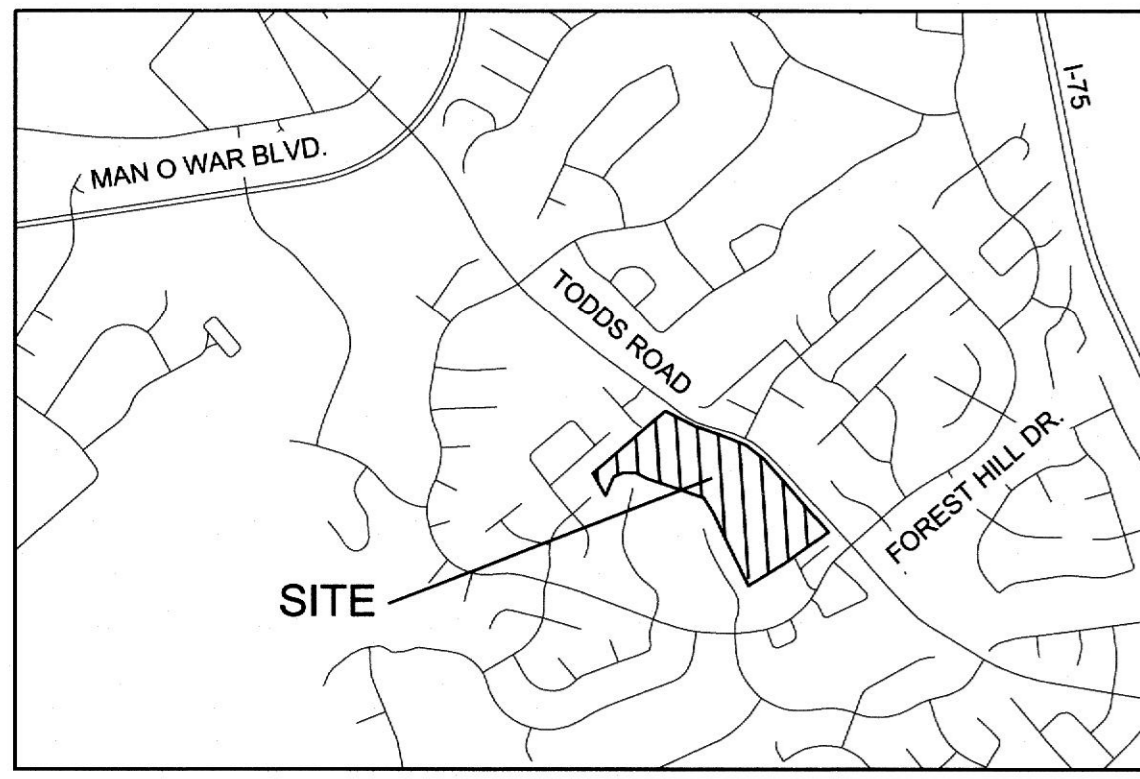 I-75
MAN O WAR BLVD.
TODDS ROAD
FOREST HILL DR.
SITE